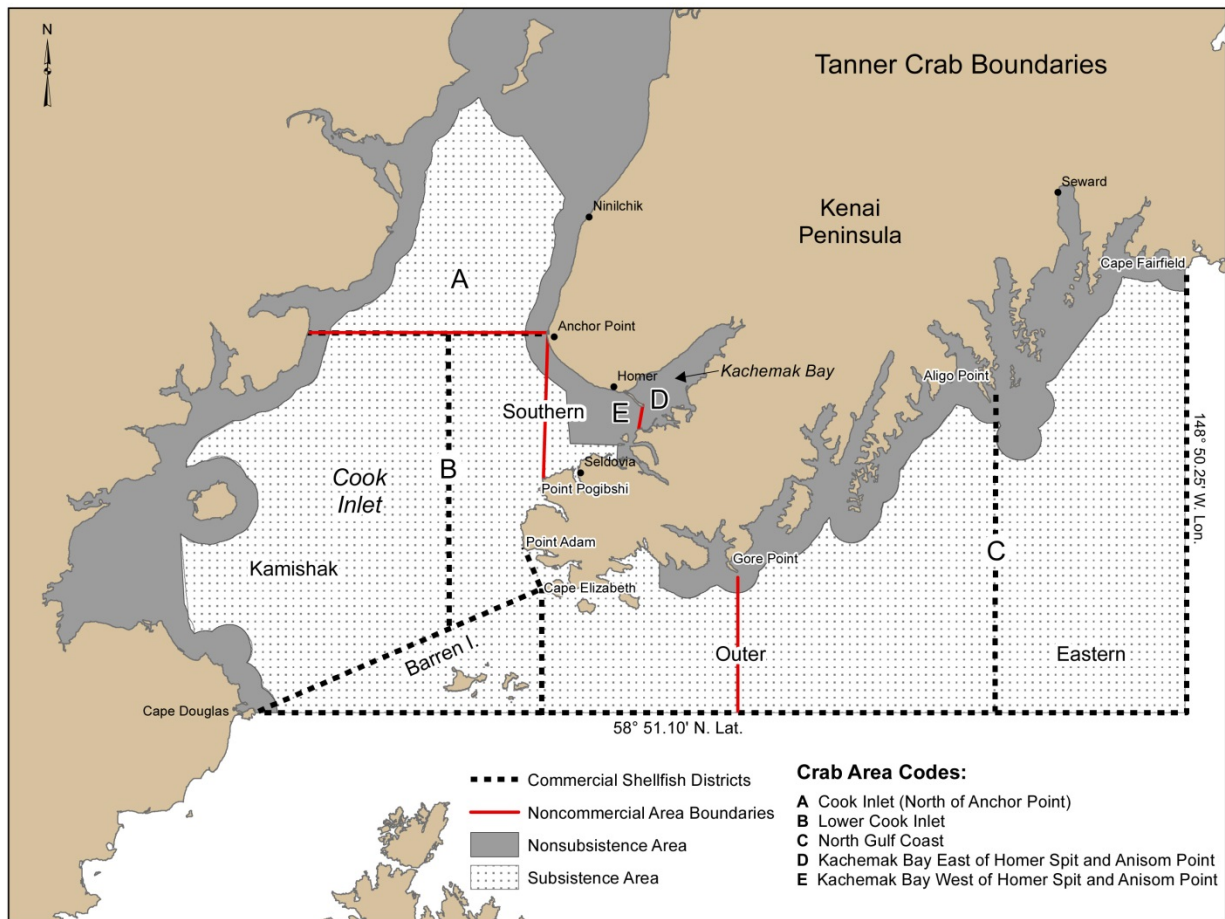 N
Tanner Crab Boundaries
Seward
Ninilchik
Kenai
Peninsula
Cape Fairfield
A
Anchor Point
Kachemak Bay
Homer
Aligo Point
D
E
Southern
148° 50.25' W. Lon.
B
Seldovia
Cook
Inlet
Point Pogibshi
Point Adam
C
Gore Point
Kamishak
Cape Elizabeth
Barren I.
Outer
Eastern
Cape Douglas
58° 51.10' N. Lat.
Commercial Shellfish Districts
Noncommercial Area Boundaries
Nonsubsistence Area
Subsistence Area
Crab Area Codes:
A Cook Inlet (North of Anchor Point)
B Lower Cook Inlet
C North Gulf Coast
D Kachemak Bay East of Homer Spit and Anisom Point
E Kachemak Bay West of Homer Spit and Anisom Point